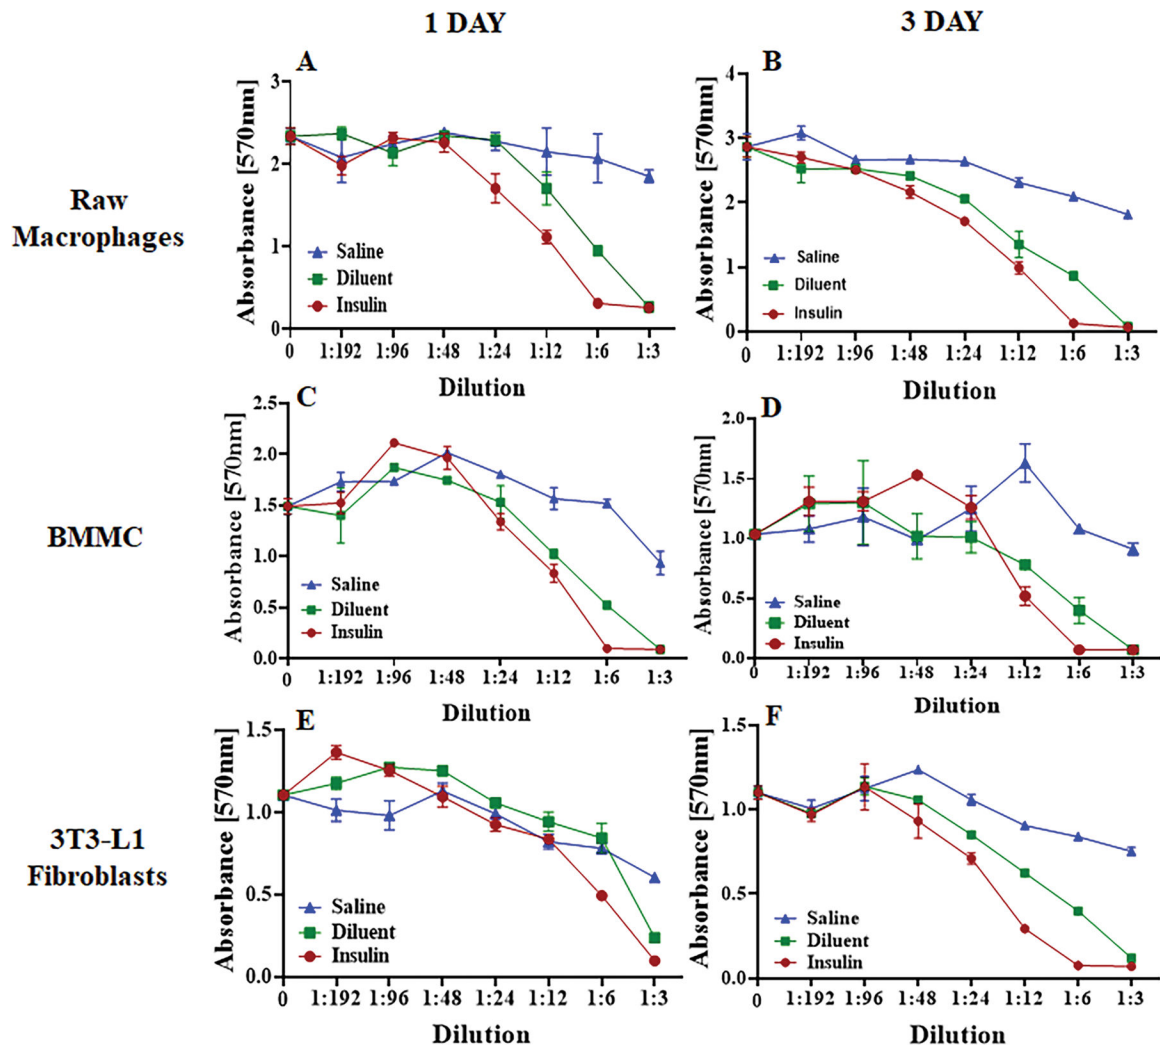 1 DAY
3 DAY
Raw
Macrophages
A
Absorbance [570nm]
3
2
1
0
Saline
Diluent
Insulin
0 1:192 1:96 1:48 1:24 1:12 1:6 1:3
Dilution
B
Absorbance [570nm]
4
3
2
1
0
Saline
Diluent
Insulin
0 1:192 1:96 1:48 1:24 1:12 1:6 1:3
Dilution
BMMC
C
Absorbance [570nm]
2.5
2.0
1.5
1.0
0.5
0.0
Saline
Diluent
Insulin
0 1:192 1:96 1:48 1:24 1:12 1:6 1:3
Dilution
D
Absorbance [570nm]
2.0
1.5
1.0
0.5
0.0
Saline
Diluent
Insulin
0 1:192 1:96 1:48 1:24 1:12 1:6 1:3
Dilution
3T3-L1
Fibroblasts
E
Absorbance [570nm]
1.5
1.0
0.5
0.0
Saline
Diluent
Insulin
0 1:192 1:96 1:48 1:24 1:12 1:6 1:3
Dilution
F
Absorbance [570nm]
1.5
1.0
0.5
0.0
Saline
Diluent
Insulin
0 1:192 1:96 1:48 1:24 1:12 1:6 1:3
Dilution